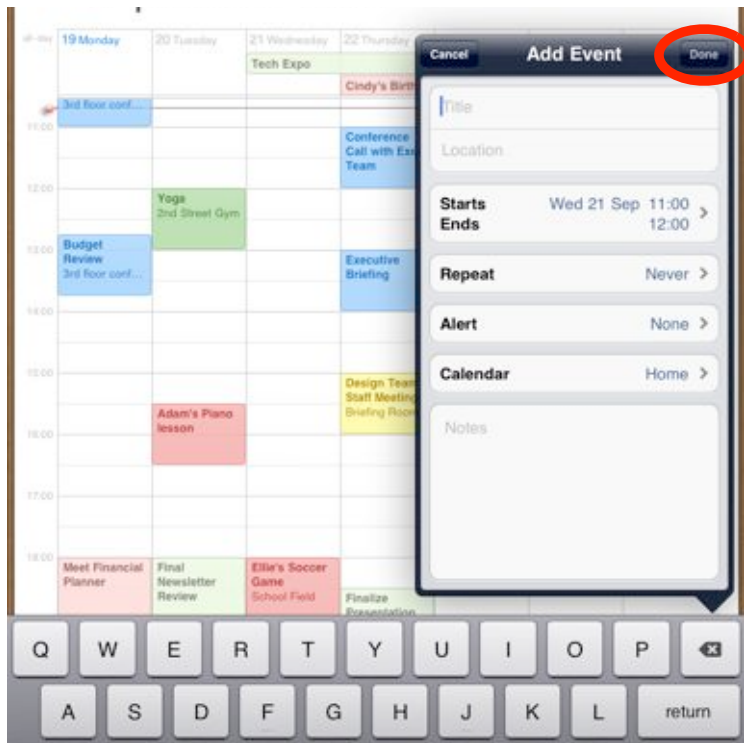 all-day 19 Monday 20 Tuesday 21 Wednesday 22 Thursday
Tech Expo
Cindy's Birth
3rd floor conf...
11:00
Conference
Call with Exe
Team
12:00
Yoga
2nd Street Gym
13:00
Budget
Review
3rd floor conf...
Executive
Briefing
14:00
15:00
Design Team
Staff Meeting
Briefing Room
Adam's Piano
lesson
16:00
17:00
18:00
Meet Financial
Planner
Final
Newsletter
Review
Ellie's Soccer
Game
School Field
Finalize
Presentation
Cancel Add Event Done
Title
Location
Starts Wed 21 Sep 11:00
Ends 12:00
Repeat Never
Alert None
Calendar Home
Notes
Q W E R T Y U I O P
A S D F G H J K L return